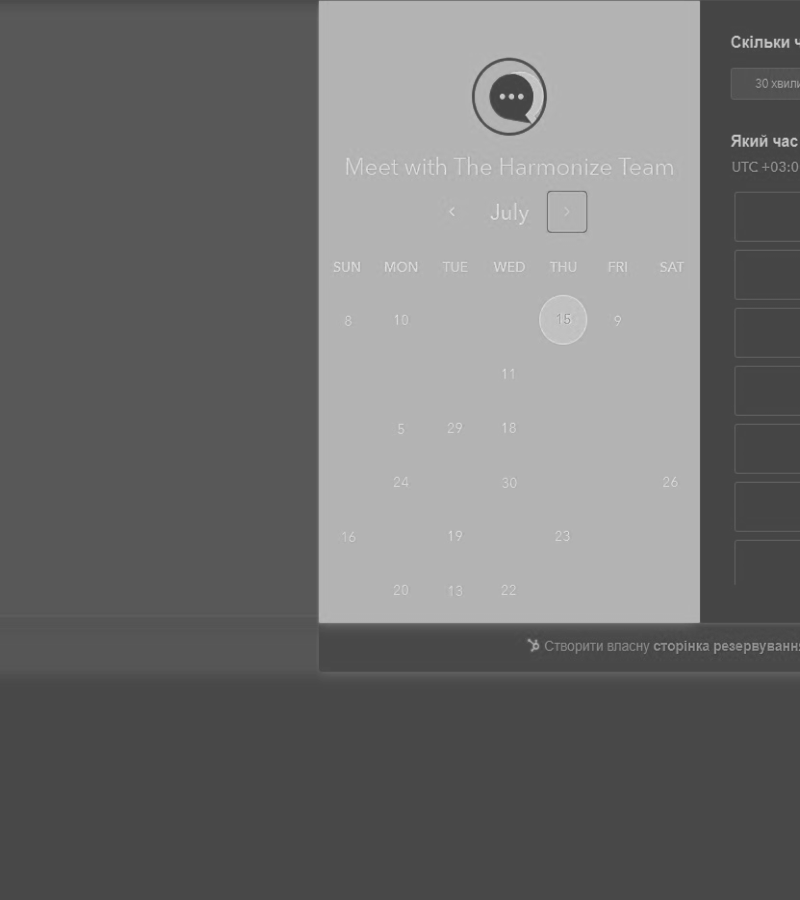 Скільки
30
Meet with The Harmonize Team
Який час
UTC +03:0
July
SUN MON TUE WED THU FRI SAT
8 10 15 9
11
5 29 18
24 30 26
16 19 23
20 13 22
Створити власну сторінка резервування